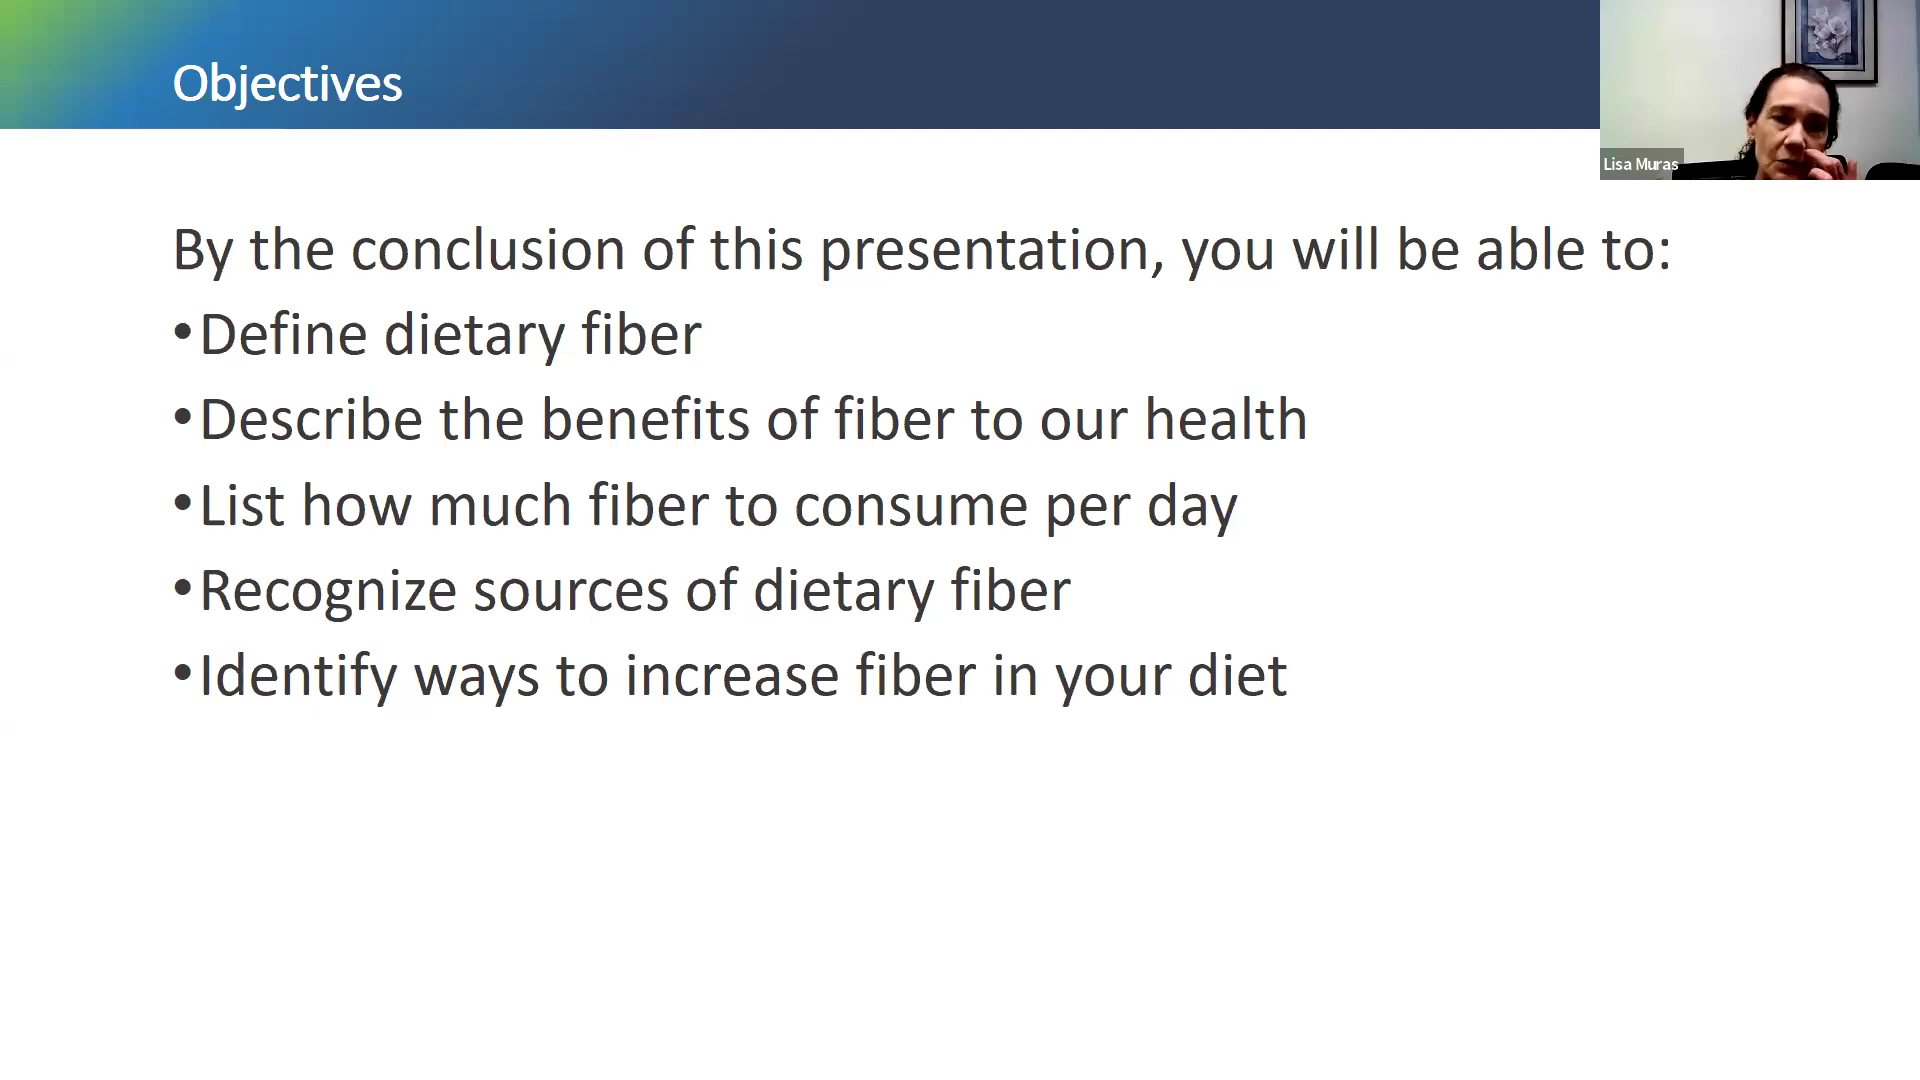 Objectives
Lisa Muras
By the conclusion of this presentation, you will be able to:
•Define dietary fiber
•Describe the benefits of fiber to our health
•List how much fiber to consume per day
•Recognize sources of dietary fiber
•Identify ways to increase fiber in your diet